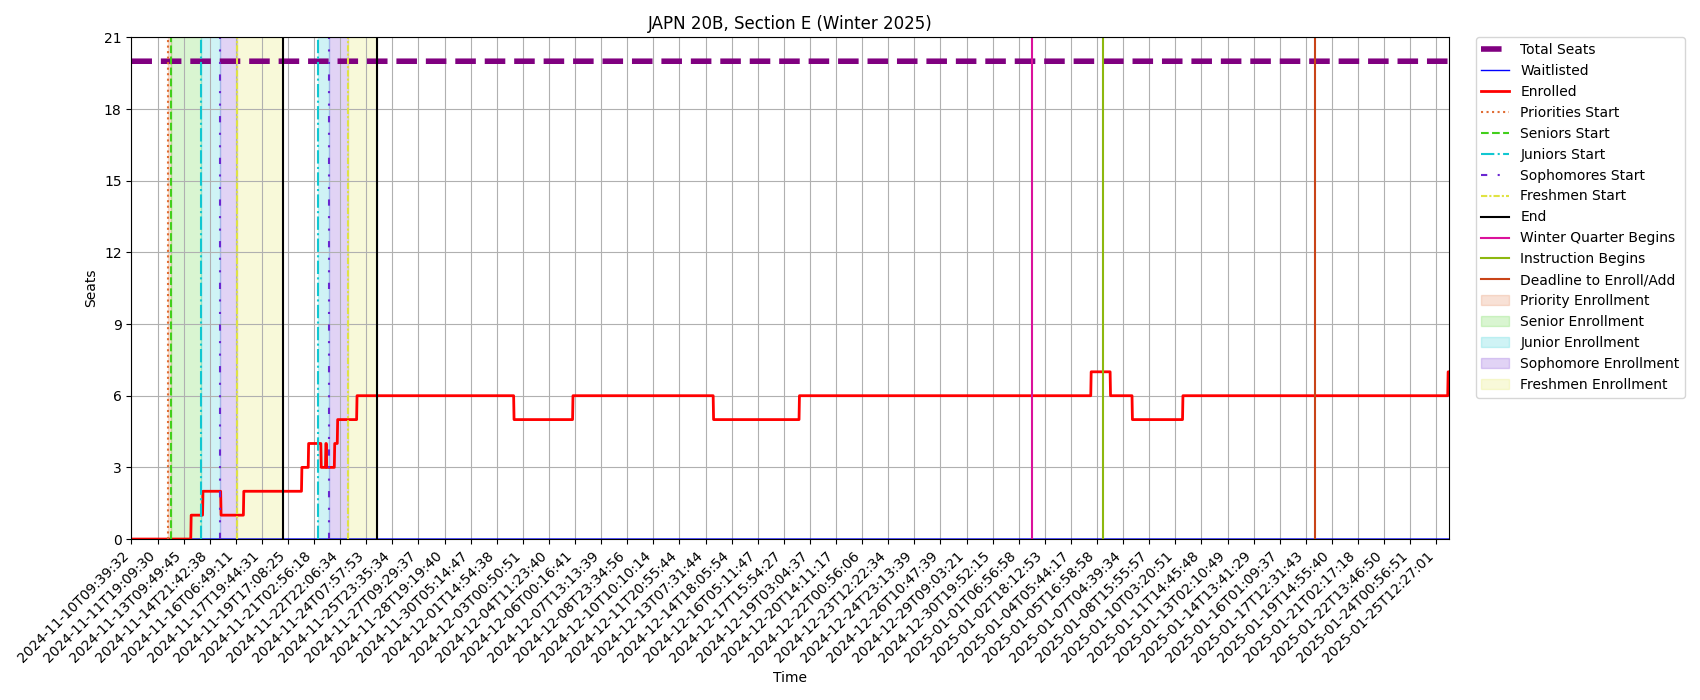 JAPN 20B, Section E (Winter 2025)
Seats
21
18
15
12
9
6
3
0
2024-11-10T09:39:32
2024-11-11T19:09:30
2024-11-13T09:49:45
2024-11-14T21:42:38
2024-11-16T06:49:11
2024-11-17T19:44:31
2024-11-19T17:08:25
2024-11-21T02:56:18
2024-11-22T22:06:34
2024-11-24T07:57:53
2024-11-25T23:35:34
2024-11-27T09:29:37
2024-11-28T19:19:40
2024-11-30T05:14:47
2024-12-01T14:54:38
2024-12-03T00:50:51
2024-12-04T11:23:40
2024-12-06T00:16:41
2024-12-07T13:13:39
2024-12-08T23:34:56
2024-12-10T10:10:14
2024-12-11T20:55:44
2024-12-13T07:31:44
2024-12-14T18:05:54
2024-12-16T05:11:47
2024-12-17T15:54:27
2024-12-19T03:04:37
2024-12-20T14:11:17
2024-12-22T00:56:06
2024-12-23T12:22:34
2024-12-24T23:13:39
2024-12-26T10:47:39
2024-12-29T09:03:21
2024-12-30T19:52:15
2025-01-01T06:56:58
2025-01-02T18:12:53
2025-01-04T05:44:17
2025-01-05T16:58:58
2025-01-07T04:39:34
2025-01-08T15:55:57
2025-01-10T03:20:51
2025-01-11T14:45:48
2025-01-13T02:10:49
2025-01-14T13:41:29
2025-01-16T01:09:37
2025-01-17T12:31:43
2025-01-19T14:55:40
2025-01-21T02:17:18
2025-01-22T13:46:50
2025-01-24T00:56:51
2025-01-25T12:27:01
Time
Total Seats
Waitlisted
Enrolled
Priorities Start
Seniors Start
Juniors Start
Sophomores Start
Freshmen Start
End
Winter Quarter Begins
Instruction Begins
Deadline to Enroll/Add
Priority Enrollment
Senior Enrollment
Junior Enrollment
Sophomore Enrollment
Freshmen Enrollment